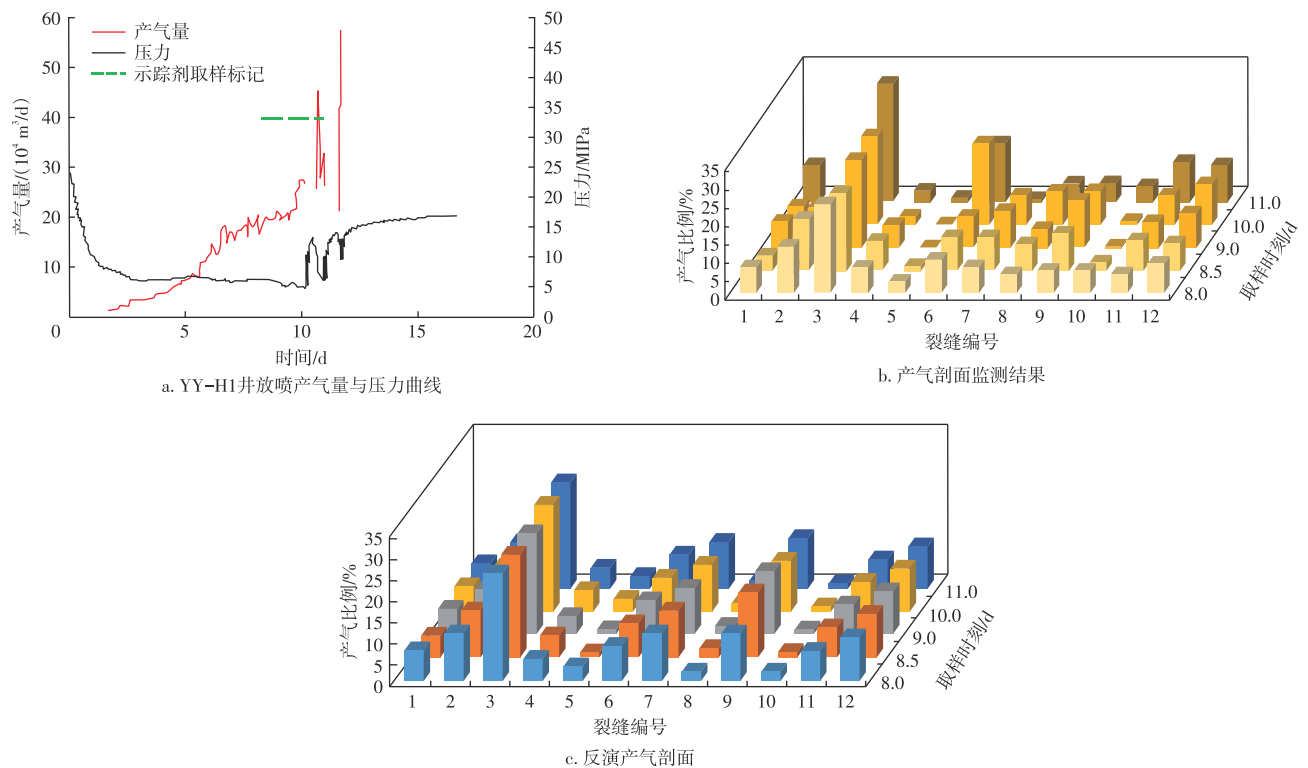 产气量
压力
示踪剂取样标记
产气量/(10⁴ m³/d)
60
50
40
30
20
10
压力/MIPa
50
45
40
35
30
25
20
15
10
5
0
0
5
10
15
20
时间/d
a. YY-H1井放喷产气量与压力曲线
产气比例/%
35
30
25
20
15
10
5
0
1 2 3 4 5 6 7 8 9 10 11 12
裂缝编号
11.0
10.0
9.0
8.5
8.0
取样时刻/d
b. 产气剖面监测结果
产气比例/%
35
30
25
20
15
10
5
0
1 2 3 4 5 6 7 8 9 10 11 12
裂缝编号
11.0
10.0
9.0
8.5
8.0
取样时刻/d
c. 反演产气剖面